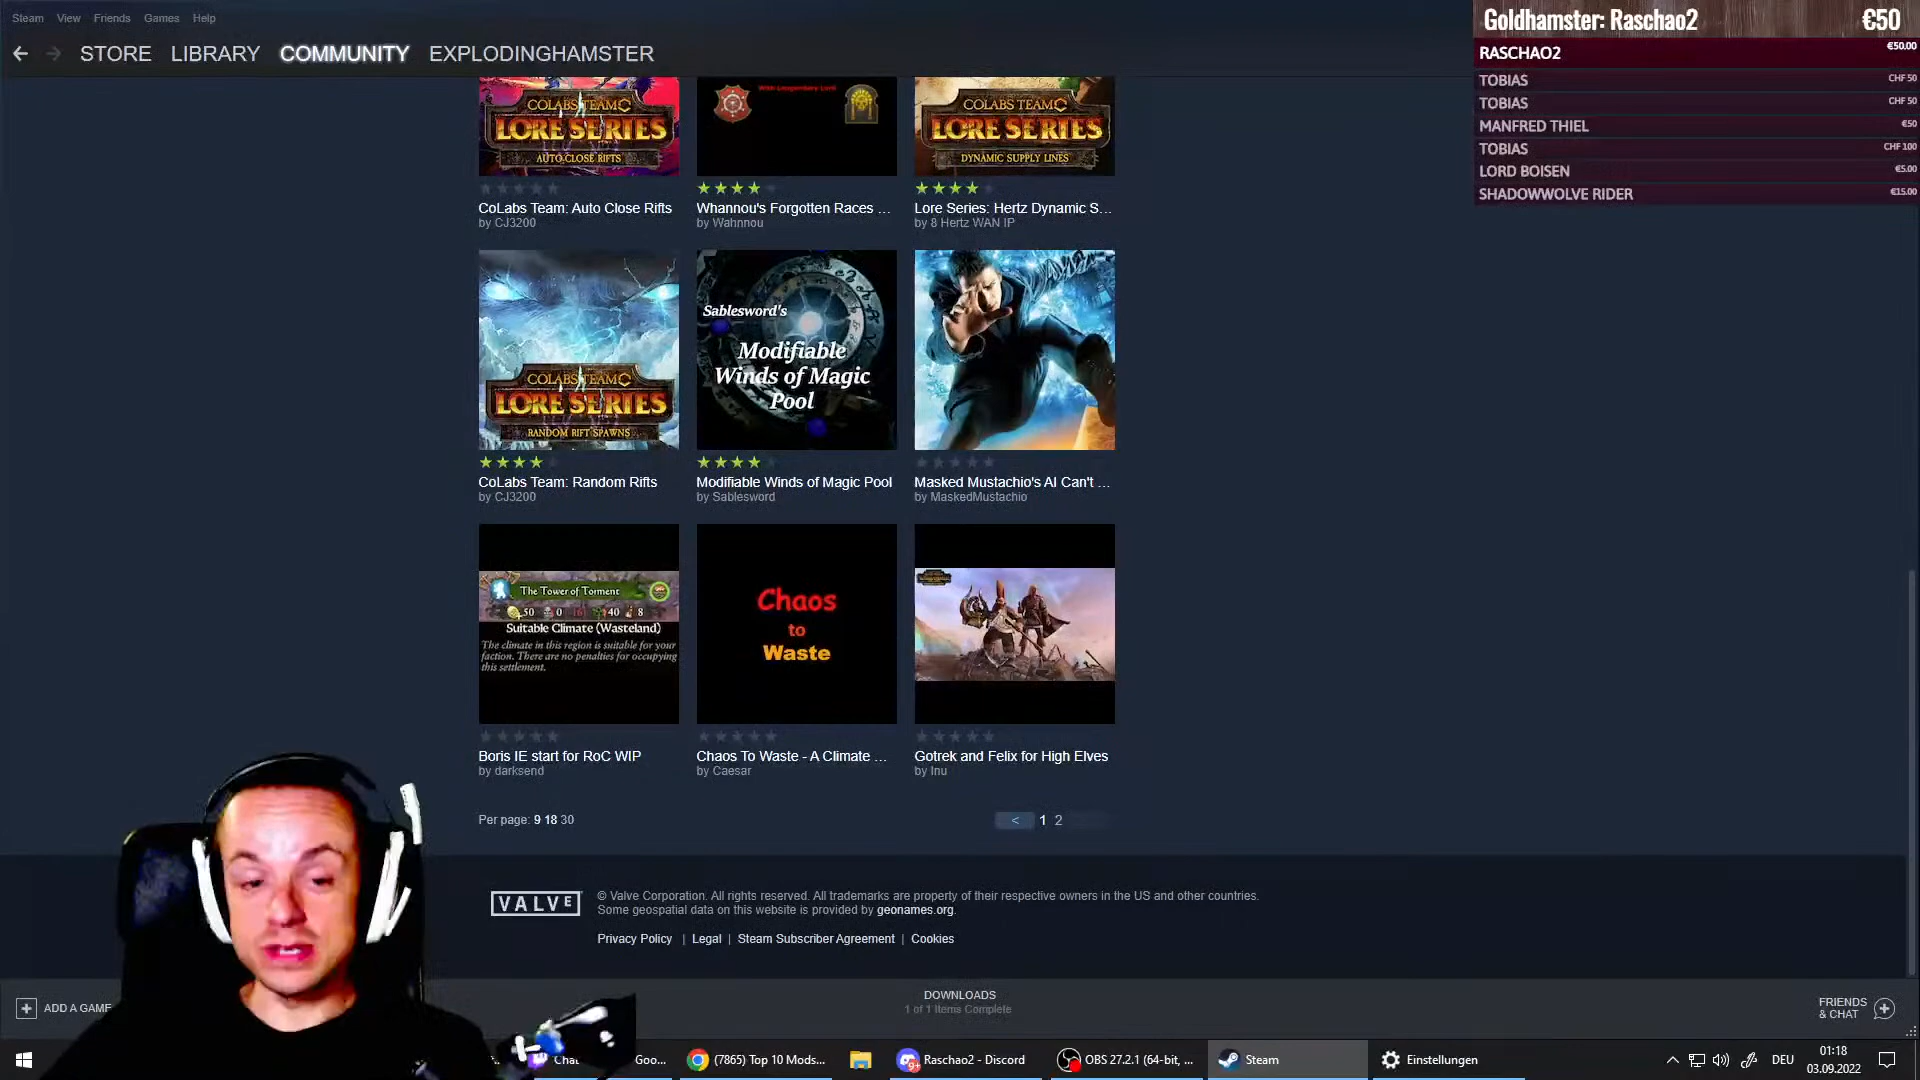 Steam View Friends Games Help
STORE LIBRARY COMMUNITY EXPLODINGHAMSTER
Goldhamster: Raschao2 €50
RASCHAO2 €50.00
TOBIAS CHF 50
TOBIAS CHF 50
MANFRED THIEL €50
TOBIAS CHF 100
LORD BOISEN €5.00
SHADOWWOLVE RIDER €15.00
COLABS TEAM
LORE SERIES
AUTO CLOSE RIFTS
With Leagendary Lord
COLABS TEAM
LORE SERIES
DYNAMIC SUPPLY LINES
CoLabs Team: Auto Close Rifts
by CJ3200
Whannou's Forgotten Races ...
by Wahnnou
Lore Series: Hertz Dynamic S...
by 8 Hertz WAN IP
COLABS TEAM
LORE SERIES
RANDOM RIFT SPAWNS
Sablesword's
Modifiable
Winds of Magic
Pool
CoLabs Team: Random Rifts
by CJ3200
Modifiable Winds of Magic Pool
by Sablesword
Masked Mustachio's AI Can't ...
by MaskedMustachio
The Tower of Torment
50 0 40 8
Suitable Climate (Wasteland)
The climate in this region is suitable for your
faction. There are no penalties for occupying
this settlement.
Chaos
to
Waste
Boris IE start for RoC WIP
by darksend
Chaos To Waste - A Climate ...
by Caesar
Gotrek and Felix for High Elves
by Inu
Per page: 9 18 30
< 1 2
VALVE
© Valve Corporation. All rights reserved. All trademarks are property of their respective owners in the US and other countries.
Some geospatial data on this website is provided by geonames.org.
Privacy Policy | Legal | Steam Subscriber Agreement | Cookies
ADD A GAME
DOWNLOADS
1 of 1 Items Complete
FRIENDS
& CHAT
Chat
Goo...
(7865) Top 10 Mods...
9+
Raschao2 - Discord
OBS 27.2.1 (64-bit, ...
Steam
Einstellungen
DEU
01:18
03.09.2022